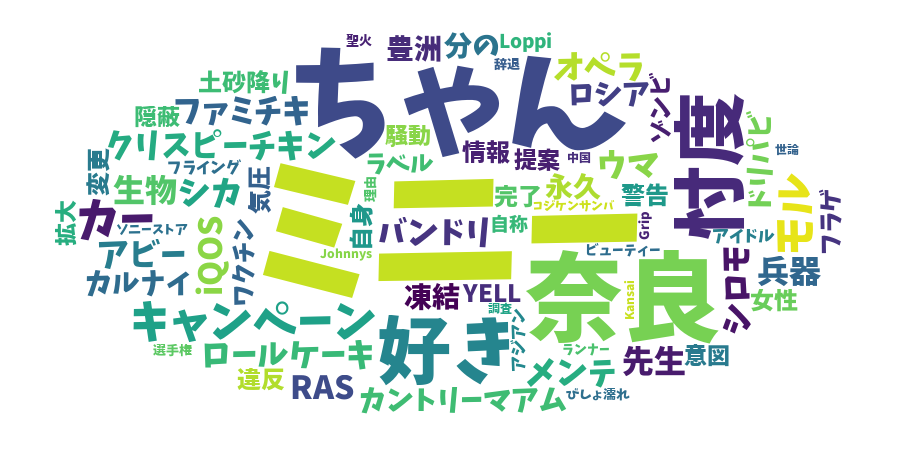 聖火
豊洲
分の
Loppi
辞退
オペラ
土砂降り
ちゃん
ロシア
ゾンビ
隠蔽
ファミチキ
騒動
忖度
ドリパビ
クリスピーチキン
情報
提案
中国
世論
変更
フライング
ラベル
ウマ
生物
シカ
気圧
ミニ
理由
完了
永久
警告
モル
フラゲ
拡大
カー
ソニーストア
自身
バンドリ
自称
コジケンサンバ
Grip
アイドル
アビー
iQOS
ワクチン
Johnnys
ビューティー
カルナイ
凍結
YELL
奈良
Kansai
シロモ
兵器
女性
キャンペーン
調査
好き
アジアン
選手権
ロールケーキ
ランナー
先生
意図
違反
RAS
メンテ
カントリーマアム
びしょ濡れ